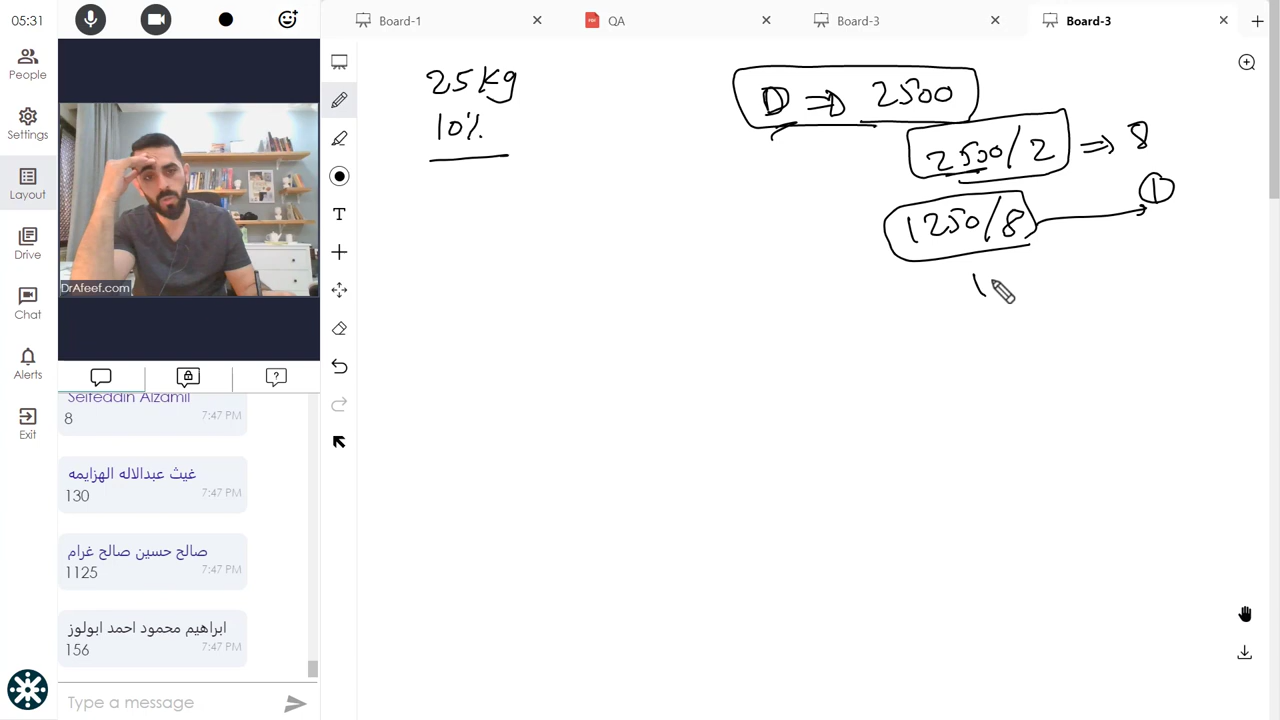 05:31
People
Settings
Layout
Drive
Chat
Alerts
Exit
DrAfeef.com
Seifeddin Alzamil
8
7:47 PM
غيث عبدالاله الهزايمه
130
7:47 PM
صالح حسين صالح غرام
1125
7:47 PM
ابراهيم محمود احمد ابولوز
156
7:47 PM
Type a message
Board-1
QA
Board-3
Board-3
T
25 Kg
10%
D ⇒ D 2500
2500/2 ⇒ 8
1250/8
1
1